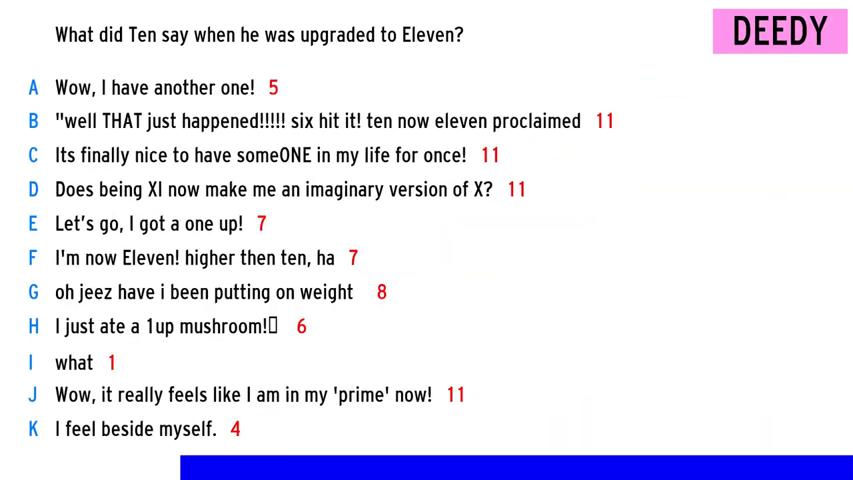 What did Ten say when he was upgraded to Eleven?
DEEDY
A Wow, I have another one! 5
B "well THAT just happened!!!!! six hit it! ten now eleven proclaimed 11
C Its finally nice to have someONE in my life for once! 11
D Does being XI now make me an imaginary version of X? 11
E Let’s go, I got a one up! 7
F I'm now Eleven! higher then ten, ha 7
G oh jeez have i been putting on weight 8
H I just ate a 1up mushroom!▯ 6
I what 1
J Wow, it really feels like I am in my 'prime' now! 11
K I feel beside myself. 4